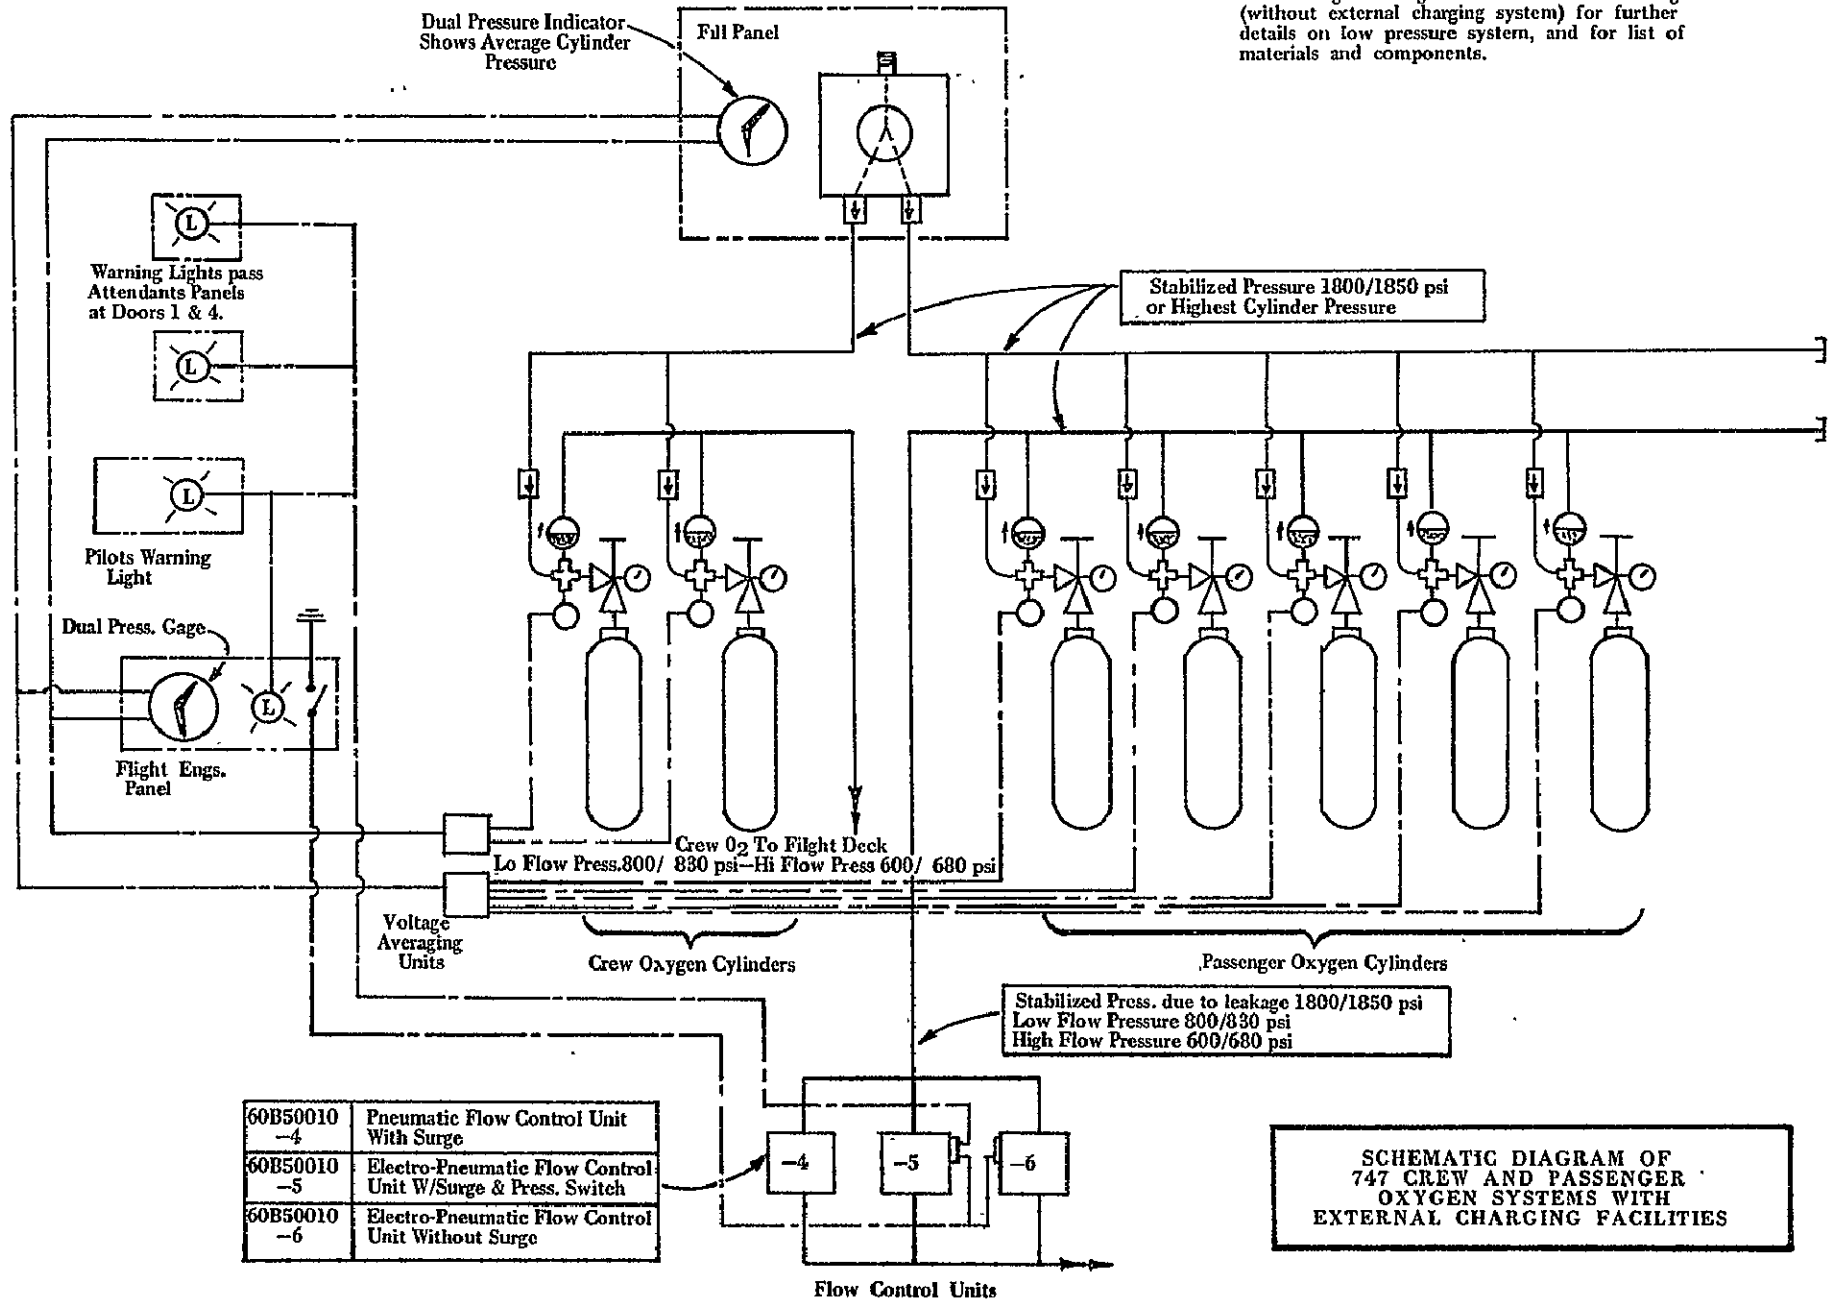 (without external charging system) for further
details on low pressure system, and for list of
materials and components.
Dual Pressure Indicator
Shows Average Cylinder
Pressure
Fill Panel
L
Warning Lights pass
Attendants Panels
at Doors 1 & 4.
L
Stabilized Pressure 1800/1850 psi
or Highest Cylinder Pressure
L
Pilots Warning
Light
Dual Press. Gage
L
Flight Engs.
Panel
Crew O2 To Filght Deck
Lo Flow Press.800/ 830 psi—Hi Flow Press 600/ 680 psi
Voltage
Averaging
Units
Crew Oxygen Cylinders
Passenger Oxygen Cylinders
Stabilized Press. due to leakage 1800/1850 psi
Low Flow Pressure 800/830 psi
High Flow Pressure 600/680 psi
60B50010 Pneumatic Flow Control Unit
—4 With Surge
60B50010 Electro-Pneumatic Flow Control
—5 Unit W/Surge & Press. Switch
60B50010 Electro-Pneumatic Flow Control
—6 Unit Without Surge
—4
—5
—6
Flow Control Units
SCHEMATIC DIAGRAM OF
747 CREW AND PASSENGER
OXYGEN SYSTEMS WITH
EXTERNAL CHARGING FACILITIES